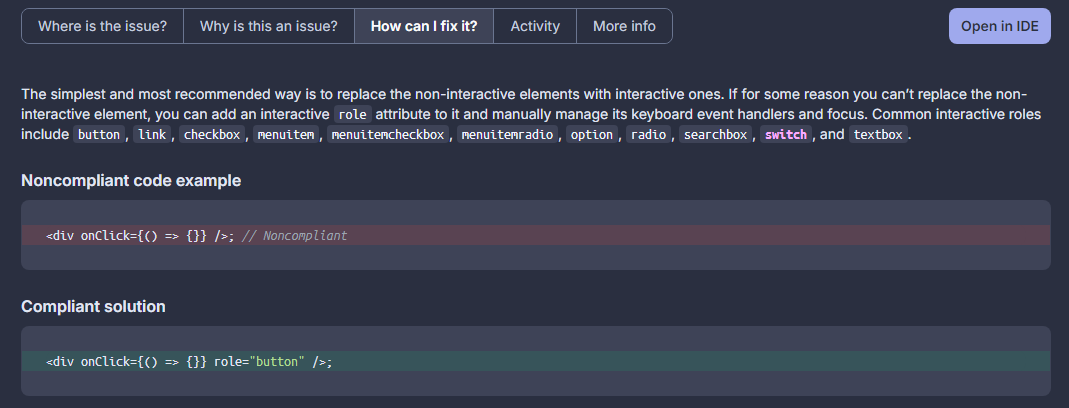 Where is the issue? Why is this an issue? How can I fix it? Activity More info Open in IDE
The simplest and most recommended way is to replace the non-interactive elements with interactive ones. If for some reason you can’t replace the non-
interactive element, you can add an interactive role attribute to it and manually manage its keyboard event handlers and focus. Common interactive roles
include button, link, checkbox, menuitem, menuitemcheckbox, menuitemradio, option, radio, searchbox, switch, and textbox.
Noncompliant code example
<div onClick={() => {}} />; // Noncompliant
Compliant solution
<div onClick={() => {}} role="button" />;